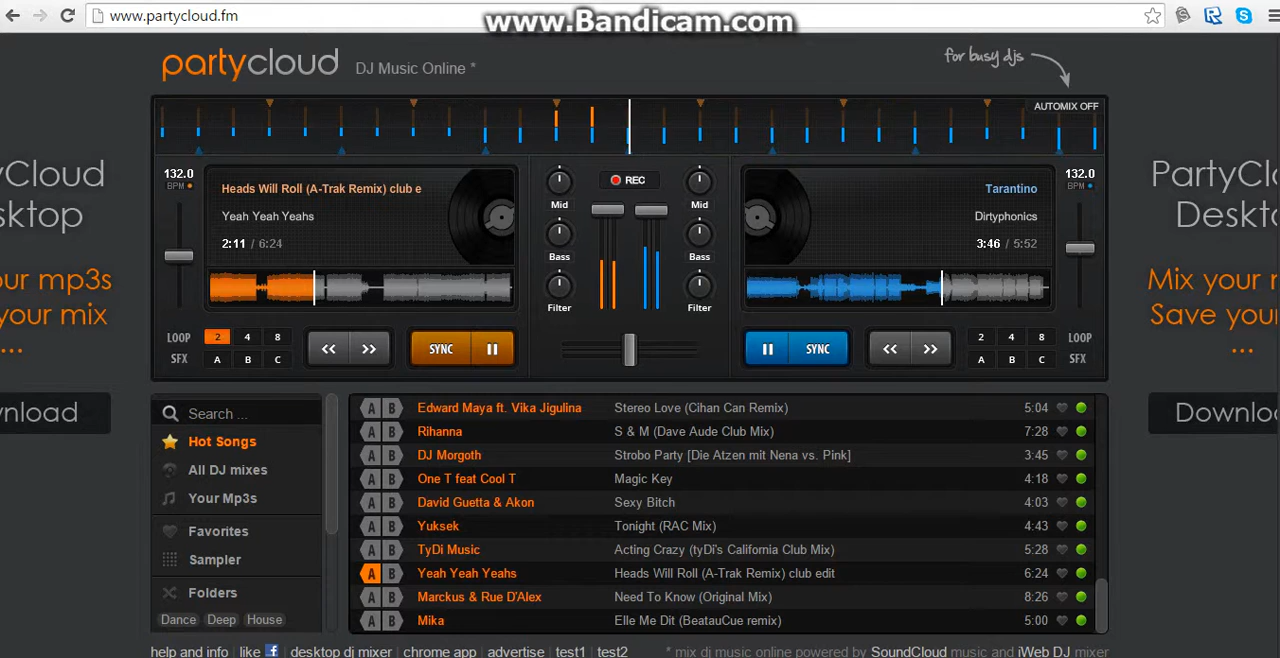 www.partycloud.fm
www.Bandicam.com
partycloud DJ Music Online *
for busy djs
AUTOMIX OFF
PartyCloud
sktop
our mp3s
your mix
...
wnload
132.0
BPM
Heads Will Roll (A-Trak Remix) club e
Yeah Yeah Yeahs
2:11 / 6:24
LOOP 2 4 8
SFX A B C
<< >>
SYNC
REC
Mid Mid
Bass Bass
Filter Filter
Tarantino
Dirtyphonics
3:46 / 5:52
132.0
BPM
SYNC
<< >>
2 4 8 LOOP
A B C SFX
PartyCl
Deskto
Mix your
Save your
...
Downlo
Search ...
Hot Songs
All DJ mixes
Your Mp3s
Favorites
Sampler
Folders
Dance Deep House
A B Edward Maya ft. Vika Jigulina Stereo Love (Cihan Can Remix) 5:04
A B Rihanna S & M (Dave Aude Club Mix) 7:28
A B DJ Morgoth Strobo Party [Die Atzen mit Nena vs. Pink] 3:45
A B One T feat Cool T Magic Key 4:18
A B David Guetta & Akon Sexy Bitch 4:03
A B Yuksek Tonight (RAC Mix) 4:43
A B TyDi Music Acting Crazy (tyDi's California Club Mix) 5:28
A B Yeah Yeah Yeahs Heads Will Roll (A-Trak Remix) club edit 6:24
A B Marckus & Rue D'Alex Need To Know (Original Mix) 8:26
A B Mika Elle Me Dit (BeatauCue remix) 5:00
help and info | like f | desktop dj mixer | chrome app | advertise | test1 | test2
* mix dj music online powered by SoundCloud music and iWeb DJ mixer